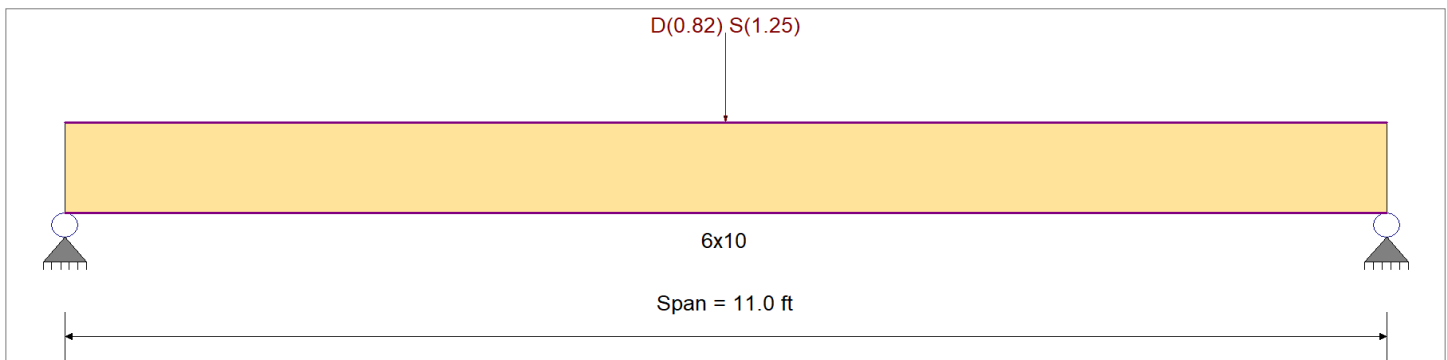 D(0.82) S(1.25)
6x10
Span = 11.0 ft